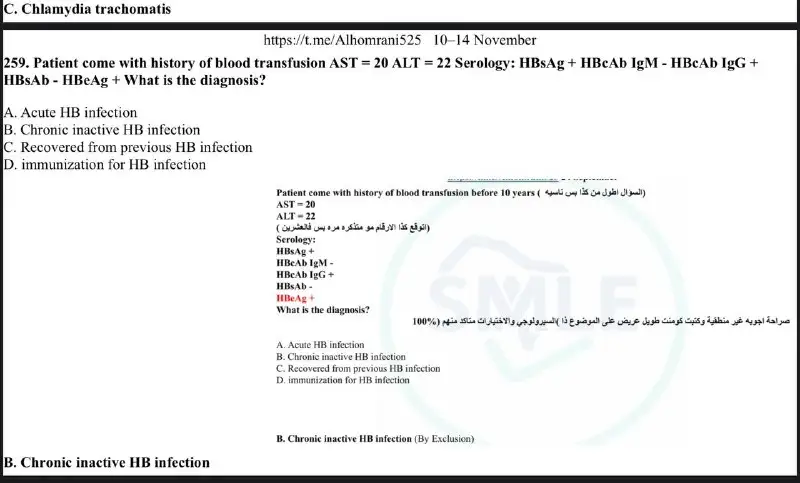 C. Chlamydia trachomatis
https://t.me/Alhomrani525 10–14 November
259. Patient come with history of blood transfusion AST = 20 ALT = 22 Serology: HBsAg + HBcAb IgM - HBcAb IgG +
HBsAb - HBeAg + What is the diagnosis?
A. Acute HB infection
B. Chronic inactive HB infection
C. Recovered from previous HB infection
D. immunization for HB infection
Patient come with history of blood transfusion before 10 years ( السؤال اطول من كذا بس ناسيه)
AST = 20
ALT = 22
(اتوقع كذا الارقام مو متذكره مره بس بالعشرين )
Serology:
HBsAg +
HBcAb IgM -
HBcAb IgG +
HBsAb -
HBeAg +
What is the diagnosis?
صراحة اجوبه غير منطقية وكتبت كومنت طويل عريض على الموضوع ذا (السيرولوجي والاختيارات متاكد منهم 100%)
A. Acute HB infection
B. Chronic inactive HB infection
C. Recovered from previous HB infection
D. immunization for HB infection
SMLE
B. Chronic inactive HB infection (By Exclusion)
B. Chronic inactive HB infection